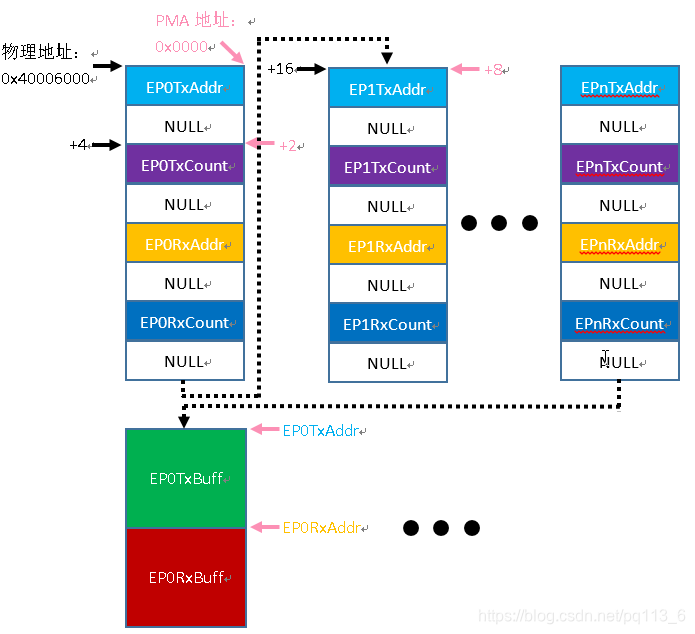 PMA 地址：
0x0000
物理地址：
0x40006000
+4
+2
EP0TxAddr
NULL
EP0TxCount
NULL
EP0RxAddr
NULL
EP0RxCount
NULL
+16
+8
EP1TxAddr
NULL
EP1TxCount
NULL
EP1RxAddr
NULL
EP1RxCount
NULL
EPnTxAddr
NULL
EPnTxCount
NULL
EPnRxAddr
NULL
EPnRxCount
NULL
EP0TxBuff
EP0RxBuff
EP0TxAddr
EP0RxAddr
https://blog.csdn.net/pq113_6